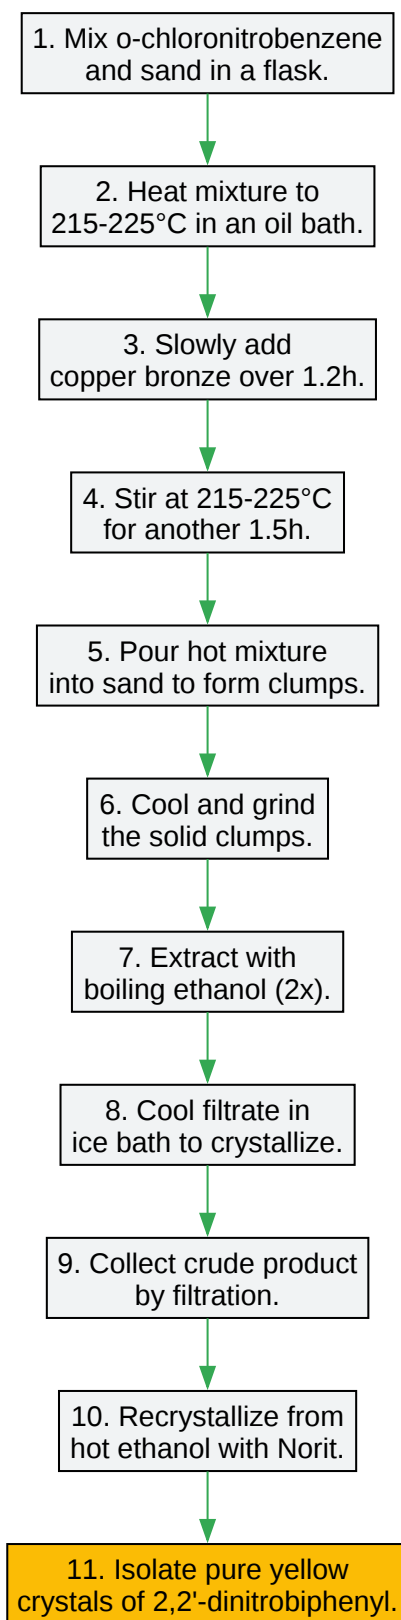 1. Mix o-chloronitrobenzene
and sand in a flask.
2. Heat mixture to
215-225°C in an oil bath.
3. Slowly add
copper bronze over 1.2h.
4. Stir at 215-225°C
for another 1.5h.
5. Pour hot mixture
into sand to form clumps.
6. Cool and grind
the solid clumps.
7. Extract with
boiling ethanol (2x).
8. Cool filtrate in
ice bath to crystallize.
9. Collect crude product
by filtration.
10. Recrystallize from
hot ethanol with Norit.
11. Isolate pure yellow
crystals of 2,2'-dinitrobiphenyl.